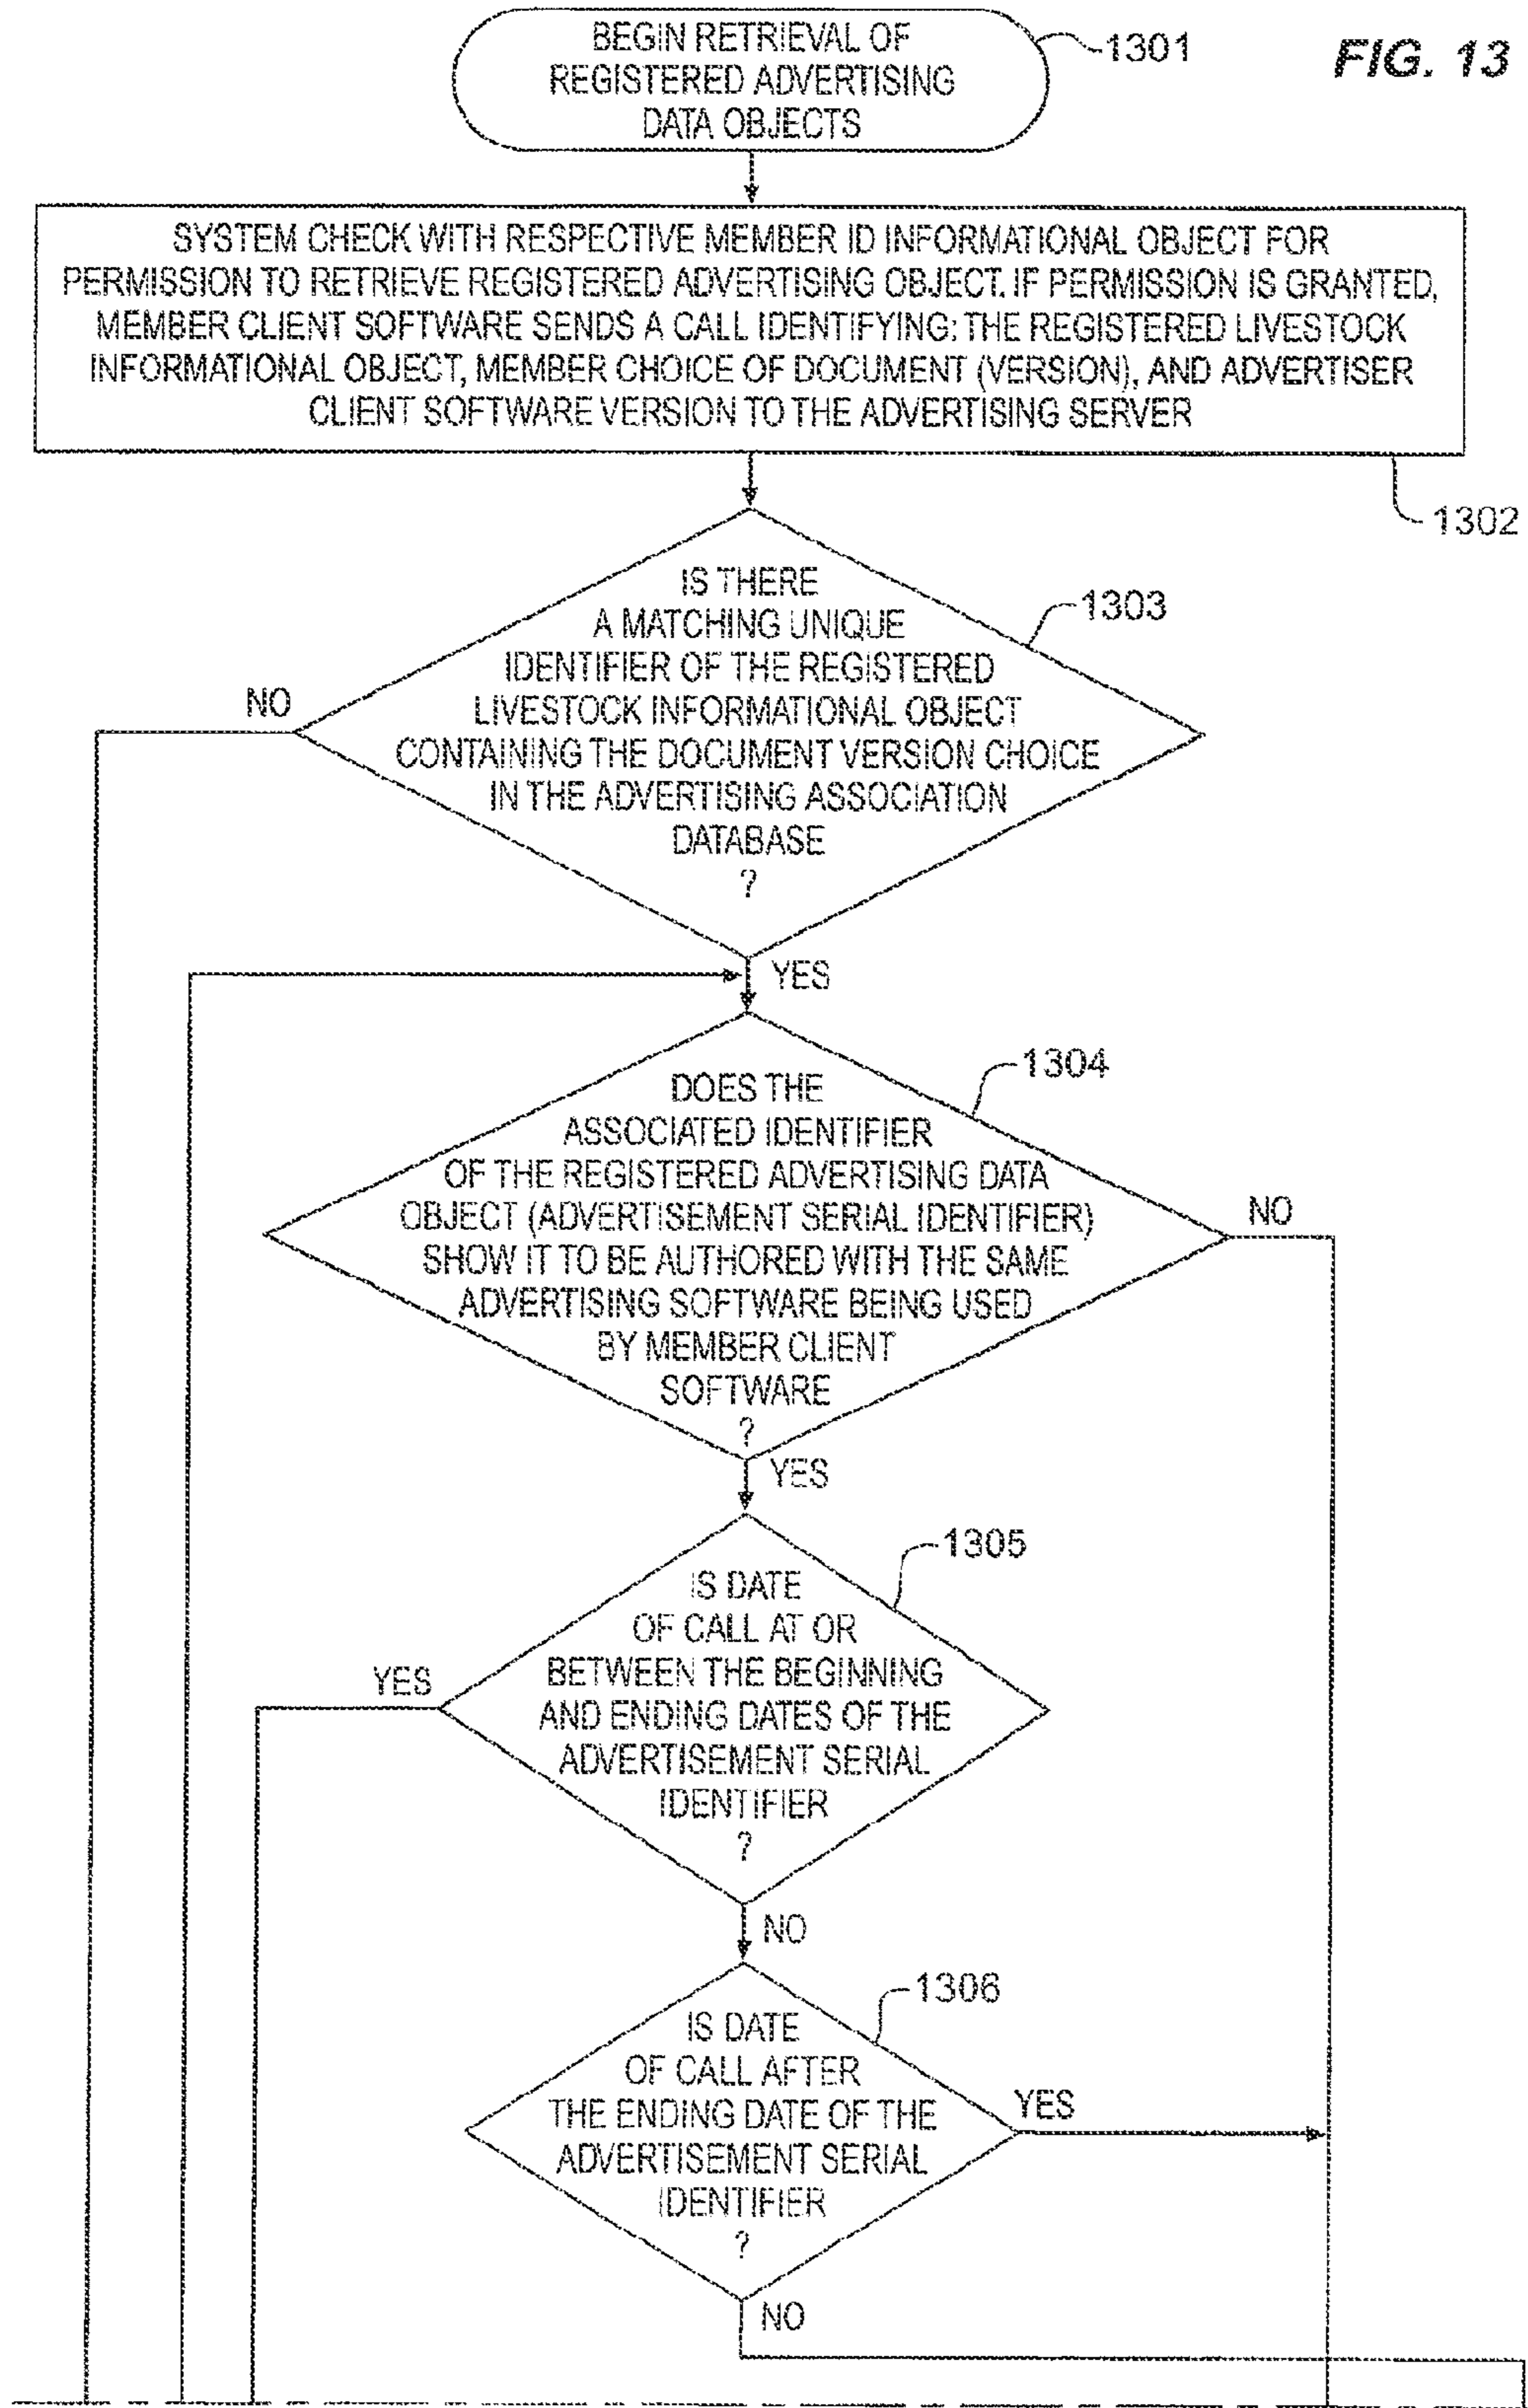 BEGIN RETRIEVAL OF
REGISTERED ADVERTISING
DATA OBJECTS
1301
FIG. 13
SYSTEM CHECK WITH RESPECTIVE MEMBER ID INFORMATIONAL OBJECT FOR
PERMISSION TO RETRIEVE REGISTERED ADVERTISING OBJECT. IF PERMISSION IS GRANTED,
MEMBER CLIENT SOFTWARE SENDS A CALL IDENTIFYING: THE REGISTERED LIVESTOCK
INFORMATIONAL OBJECT, MEMBER CHOICE OF DOCUMENT (VERSION), AND ADVERTISER
CLIENT SOFTWARE VERSION TO THE ADVERTISING SERVER
1302
IS THERE
A MATCHING UNIQUE
IDENTIFIER OF THE REGISTERED
LIVESTOCK INFORMATIONAL OBJECT
CONTAINING THE DOCUMENT VERSION CHOICE
IN THE ADVERTISING ASSOCIATION
DATABASE
?
1303
NO
YES
DOES THE
ASSOCIATED IDENTIFIER
OF THE REGISTERED ADVERTISING DATA
OBJECT (ADVERTISEMENT SERIAL IDENTIFIER)
SHOW IT TO BE AUTHORED WITH THE SAME
ADVERTISING SOFTWARE BEING USED
BY MEMBER CLIENT
SOFTWARE
?
1304
NO
YES
IS DATE
OF CALL AT OR
BETWEEN THE BEGINNING
AND ENDING DATES OF THE
ADVERTISEMENT SERIAL
IDENTIFIER
?
1305
YES
NO
IS DATE
OF CALL AFTER
THE ENDING DATE OF THE
ADVERTISEMENT SERIAL
IDENTIFIER
?
1306
YES
NO